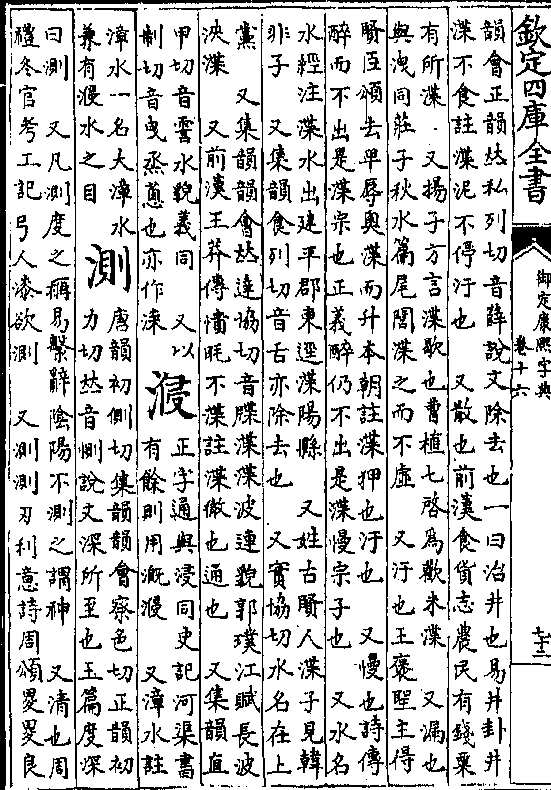 欽定四庫全書
御定康熙字典
卷十六
七十二
韻會正韻𠀤私列切音薛說文除去也一曰治井也易井卦井
渫不食註渫泥不停汙也 又散也前漢食貨志農民有錢粟
有所渫 又揚子方言渫歇也曹植七啓為歡未渫 又漏也
與洩同莊子秋水篇尾閭渫之而不虛 又汙也王褒聖主得
賢臣頌去卑辱奧渫而升本朝註渫狎也汙也 又慢也詩傳
醉而不出是渫宗也正義醉仍不出是渫慢宗子也 又水名
水經注渫水出建平郡東逕渫陽縣 又姓古賢人渫子見韓
非子 又集韻食列切音舌亦除去也 又實協切水名在上
黨 又集韻韻會𠀤達協切音牒渫渫波連貌郭璞江賦長波
浹渫 又前漢王莽傳憒眊不渫註渫徹也通也 又集韻直
甲切音霅水貌義同 又以
制切音曳烝蔥也亦作㵝
㴆
正字通與浸同史記河渠書
有餘則用漑㴆 又漳水註
漳水一名大漳水
兼有㴆水之目
測
唐韻初側切集韻韻會察色切正韻初
力切𠀤音惻說文深所至也玉篇度深
曰測 又凡測度之稱易繫辭陰陽不測之謂神 又清也周
禮冬官考工記弓人漆欲測 又測測刃利意詩周頌畟畟良